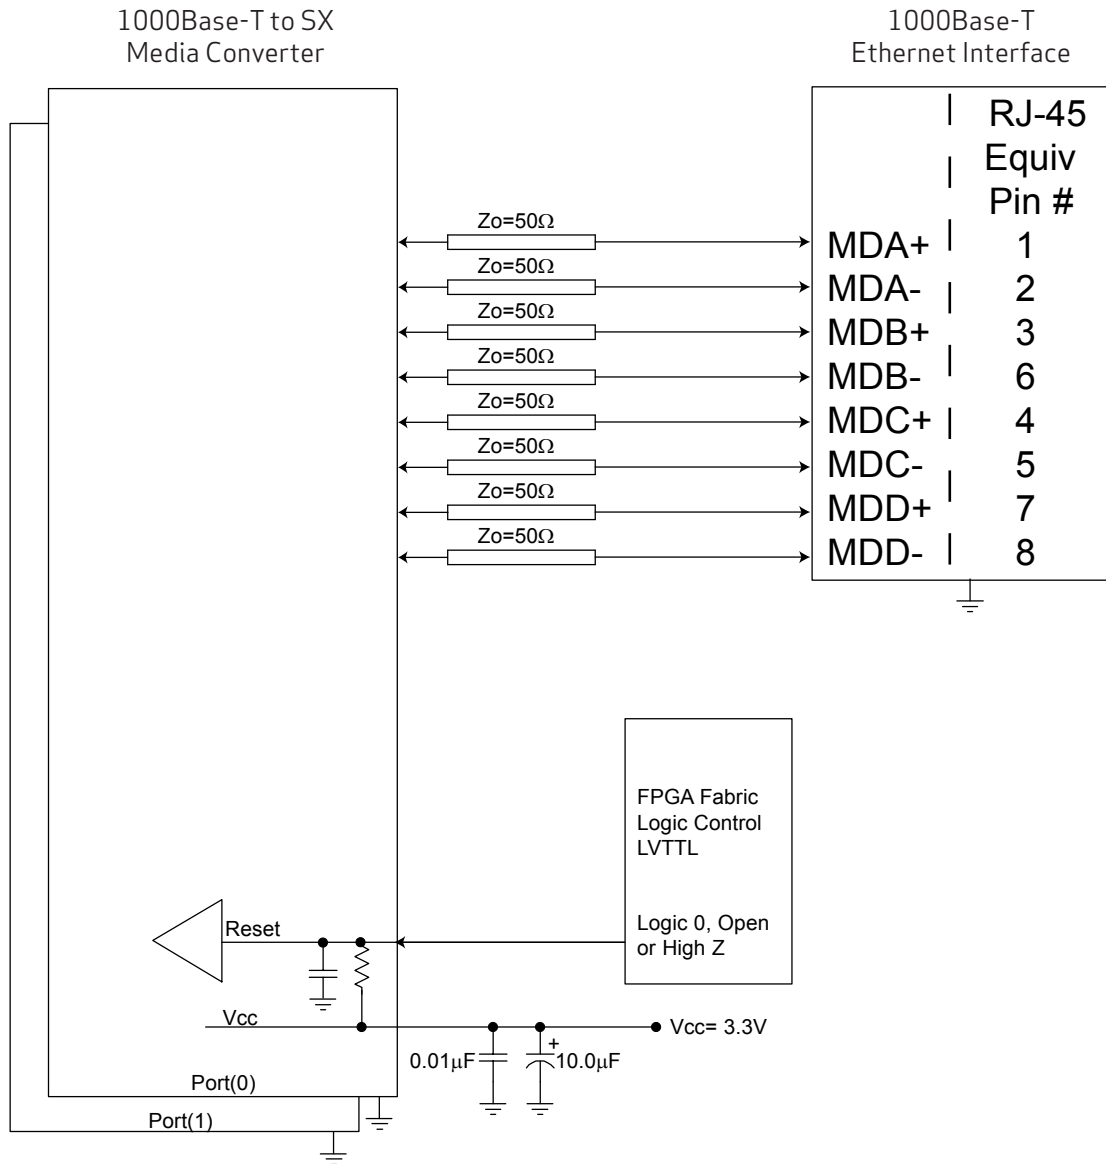 1000Base-T to SX
Media Converter
1000Base-T
Ethernet Interface
RJ-45
Equiv
Pin #
Zo=50Ω
MDA+ 1
Zo=50Ω
MDA- 2
Zo=50Ω
MDB+ 3
Zo=50Ω
MDB- 6
Zo=50Ω
MDC+ 4
Zo=50Ω
MDC- 5
Zo=50Ω
MDD+ 7
Zo=50Ω
MDD- 8
FPGA Fabric
Logic Control
LVTTL
Logic 0, Open
or High Z
Reset
Vcc
Vcc= 3.3V
0.01µF
+
10.0µF
Port(0)
Port(1)